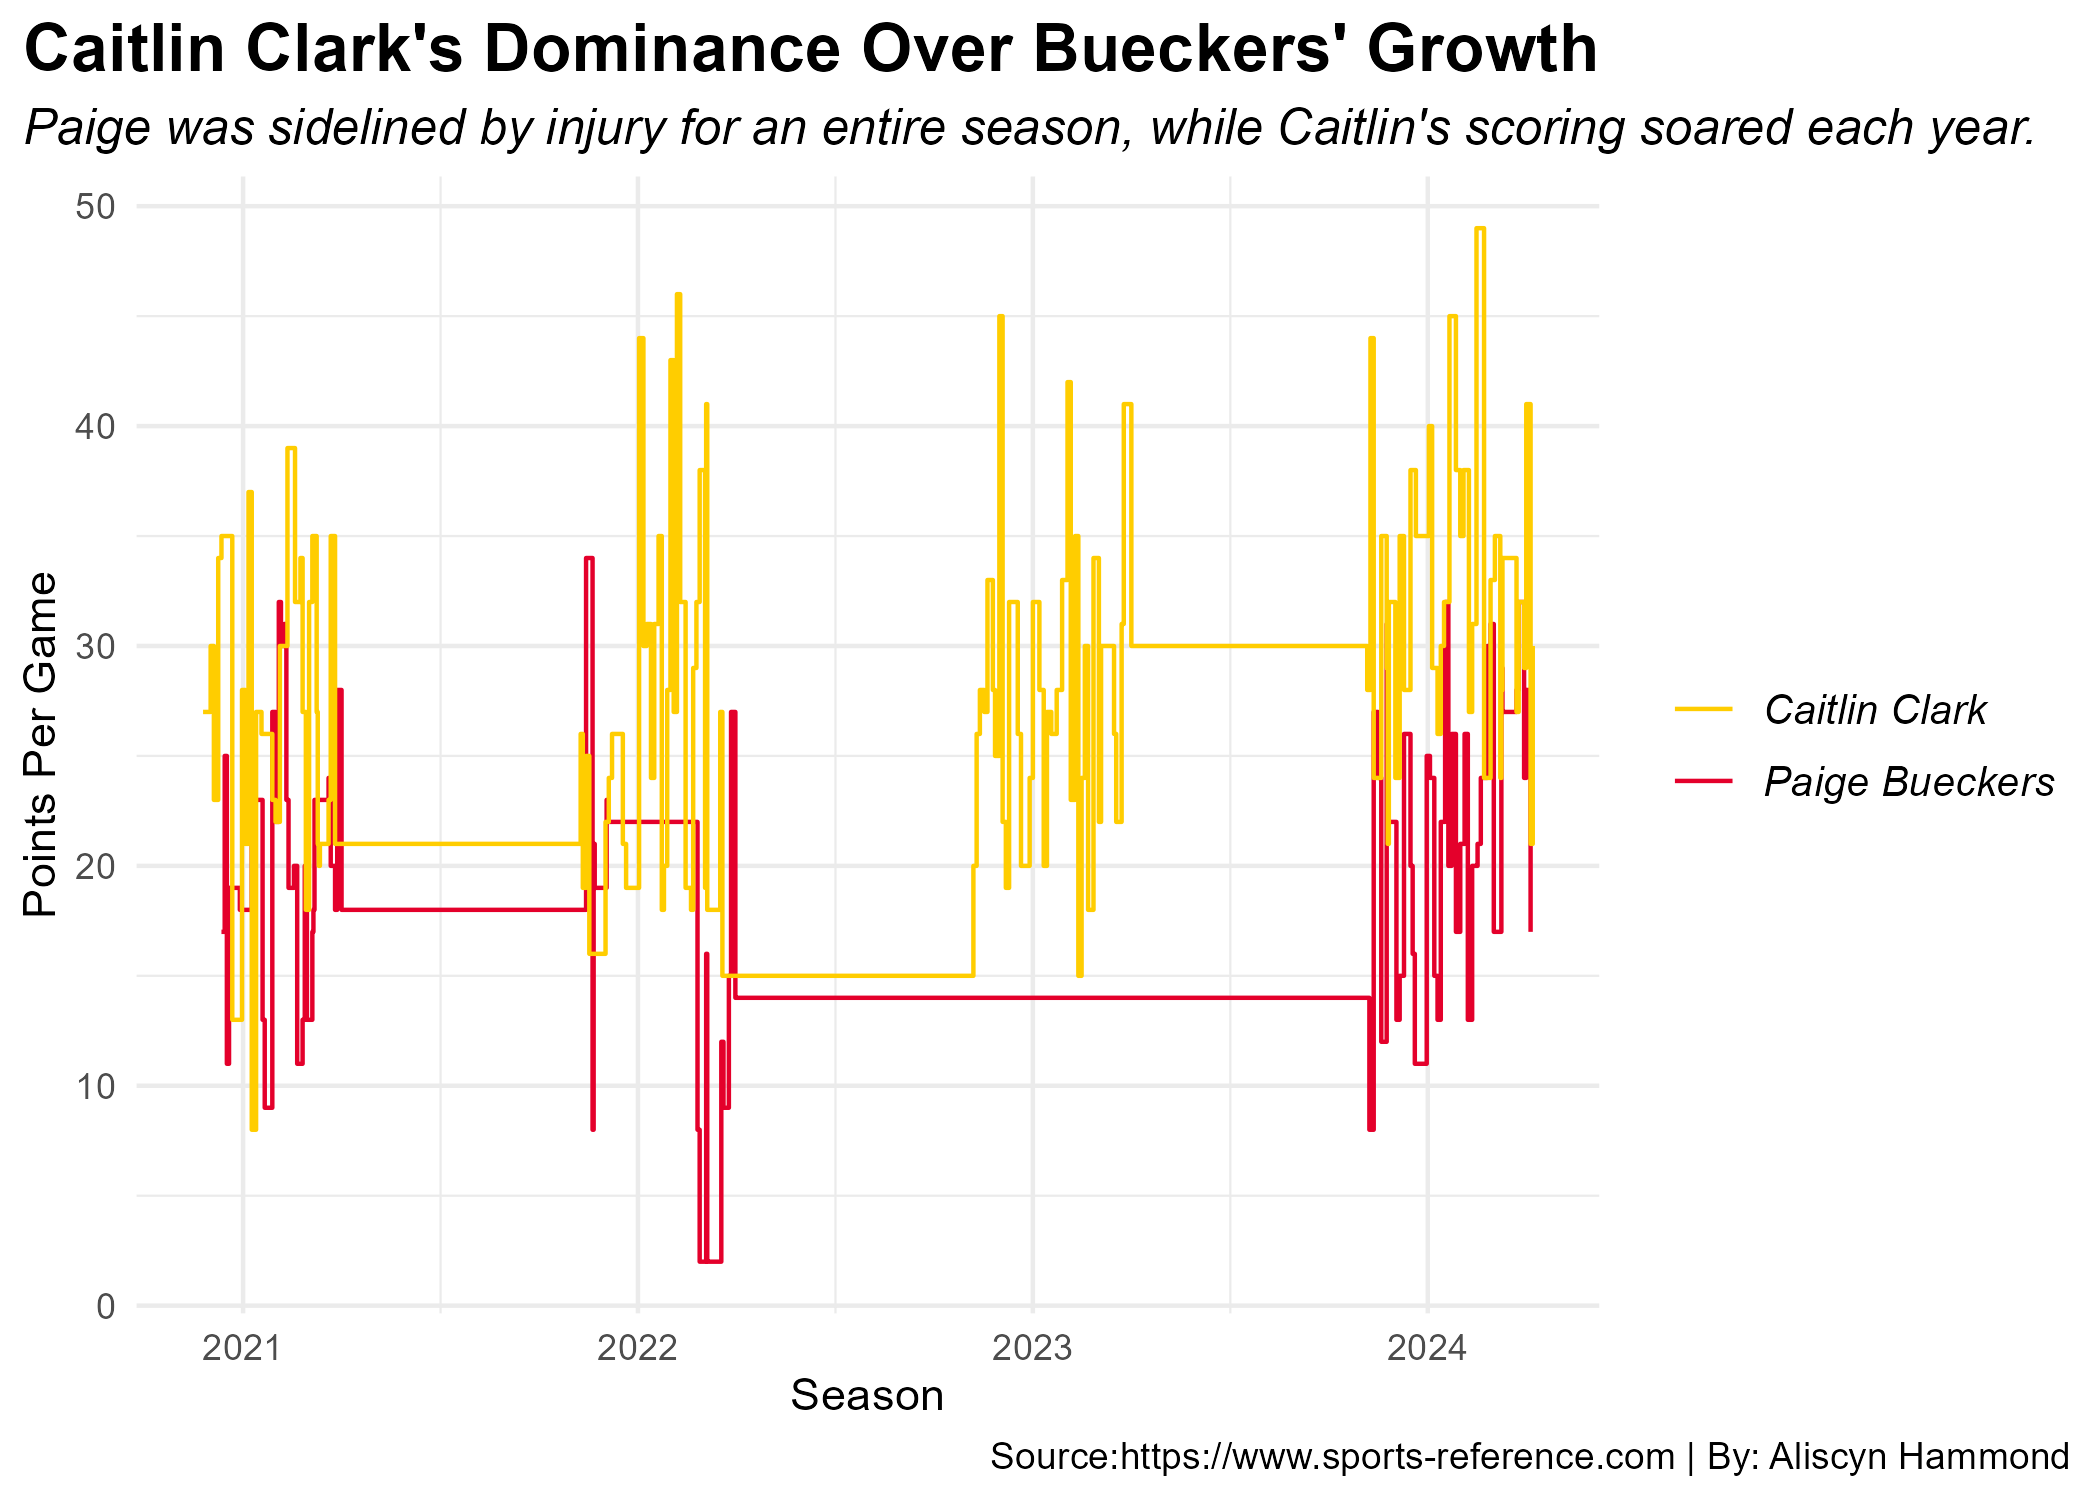 Caitlin Clark's Dominance Over Bueckers' Growth
Paige was sidelined by injury for an entire season, while Caitlin's scoring soared each year.
50
40
30
20
10
0
Points Per Game
2021
2022
2023
2024
Season
Caitlin Clark
Paige Bueckers
Source:https://www.sports-reference.com | By: Aliscyn Hammond